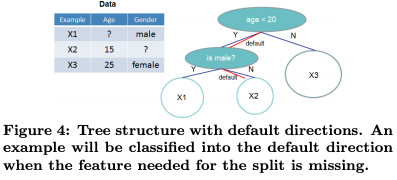 Data
Example Age Gender
X1 ? male
X2 15 ?
X3 25 female
age < 20
Y N
default
is male?
Y N
default
X1 X2 X3
Figure 4: Tree structure with default directions. An
example will be classified into the default direction
when the feature needed for the split is missing.